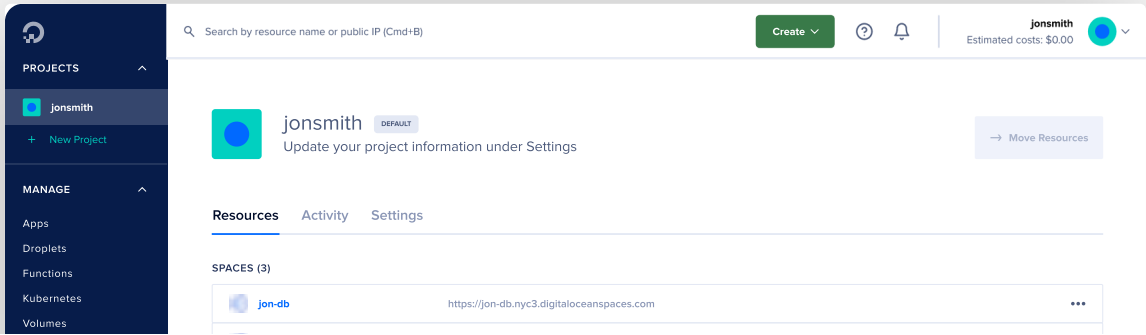 Search by resource name or public IP (Cmd+B)
Create
jonsmith
Estimated costs: $0.00
PROJECTS
jonsmith
+ New Project
MANAGE
Apps
Droplets
Functions
Kubernetes
Volumes
jonsmith DEFAULT
Update your project information under Settings
→ Move Resources
Resources Activity Settings
SPACES (3)
jon-db https://jon-db.nyc3.digitaloceanspaces.com